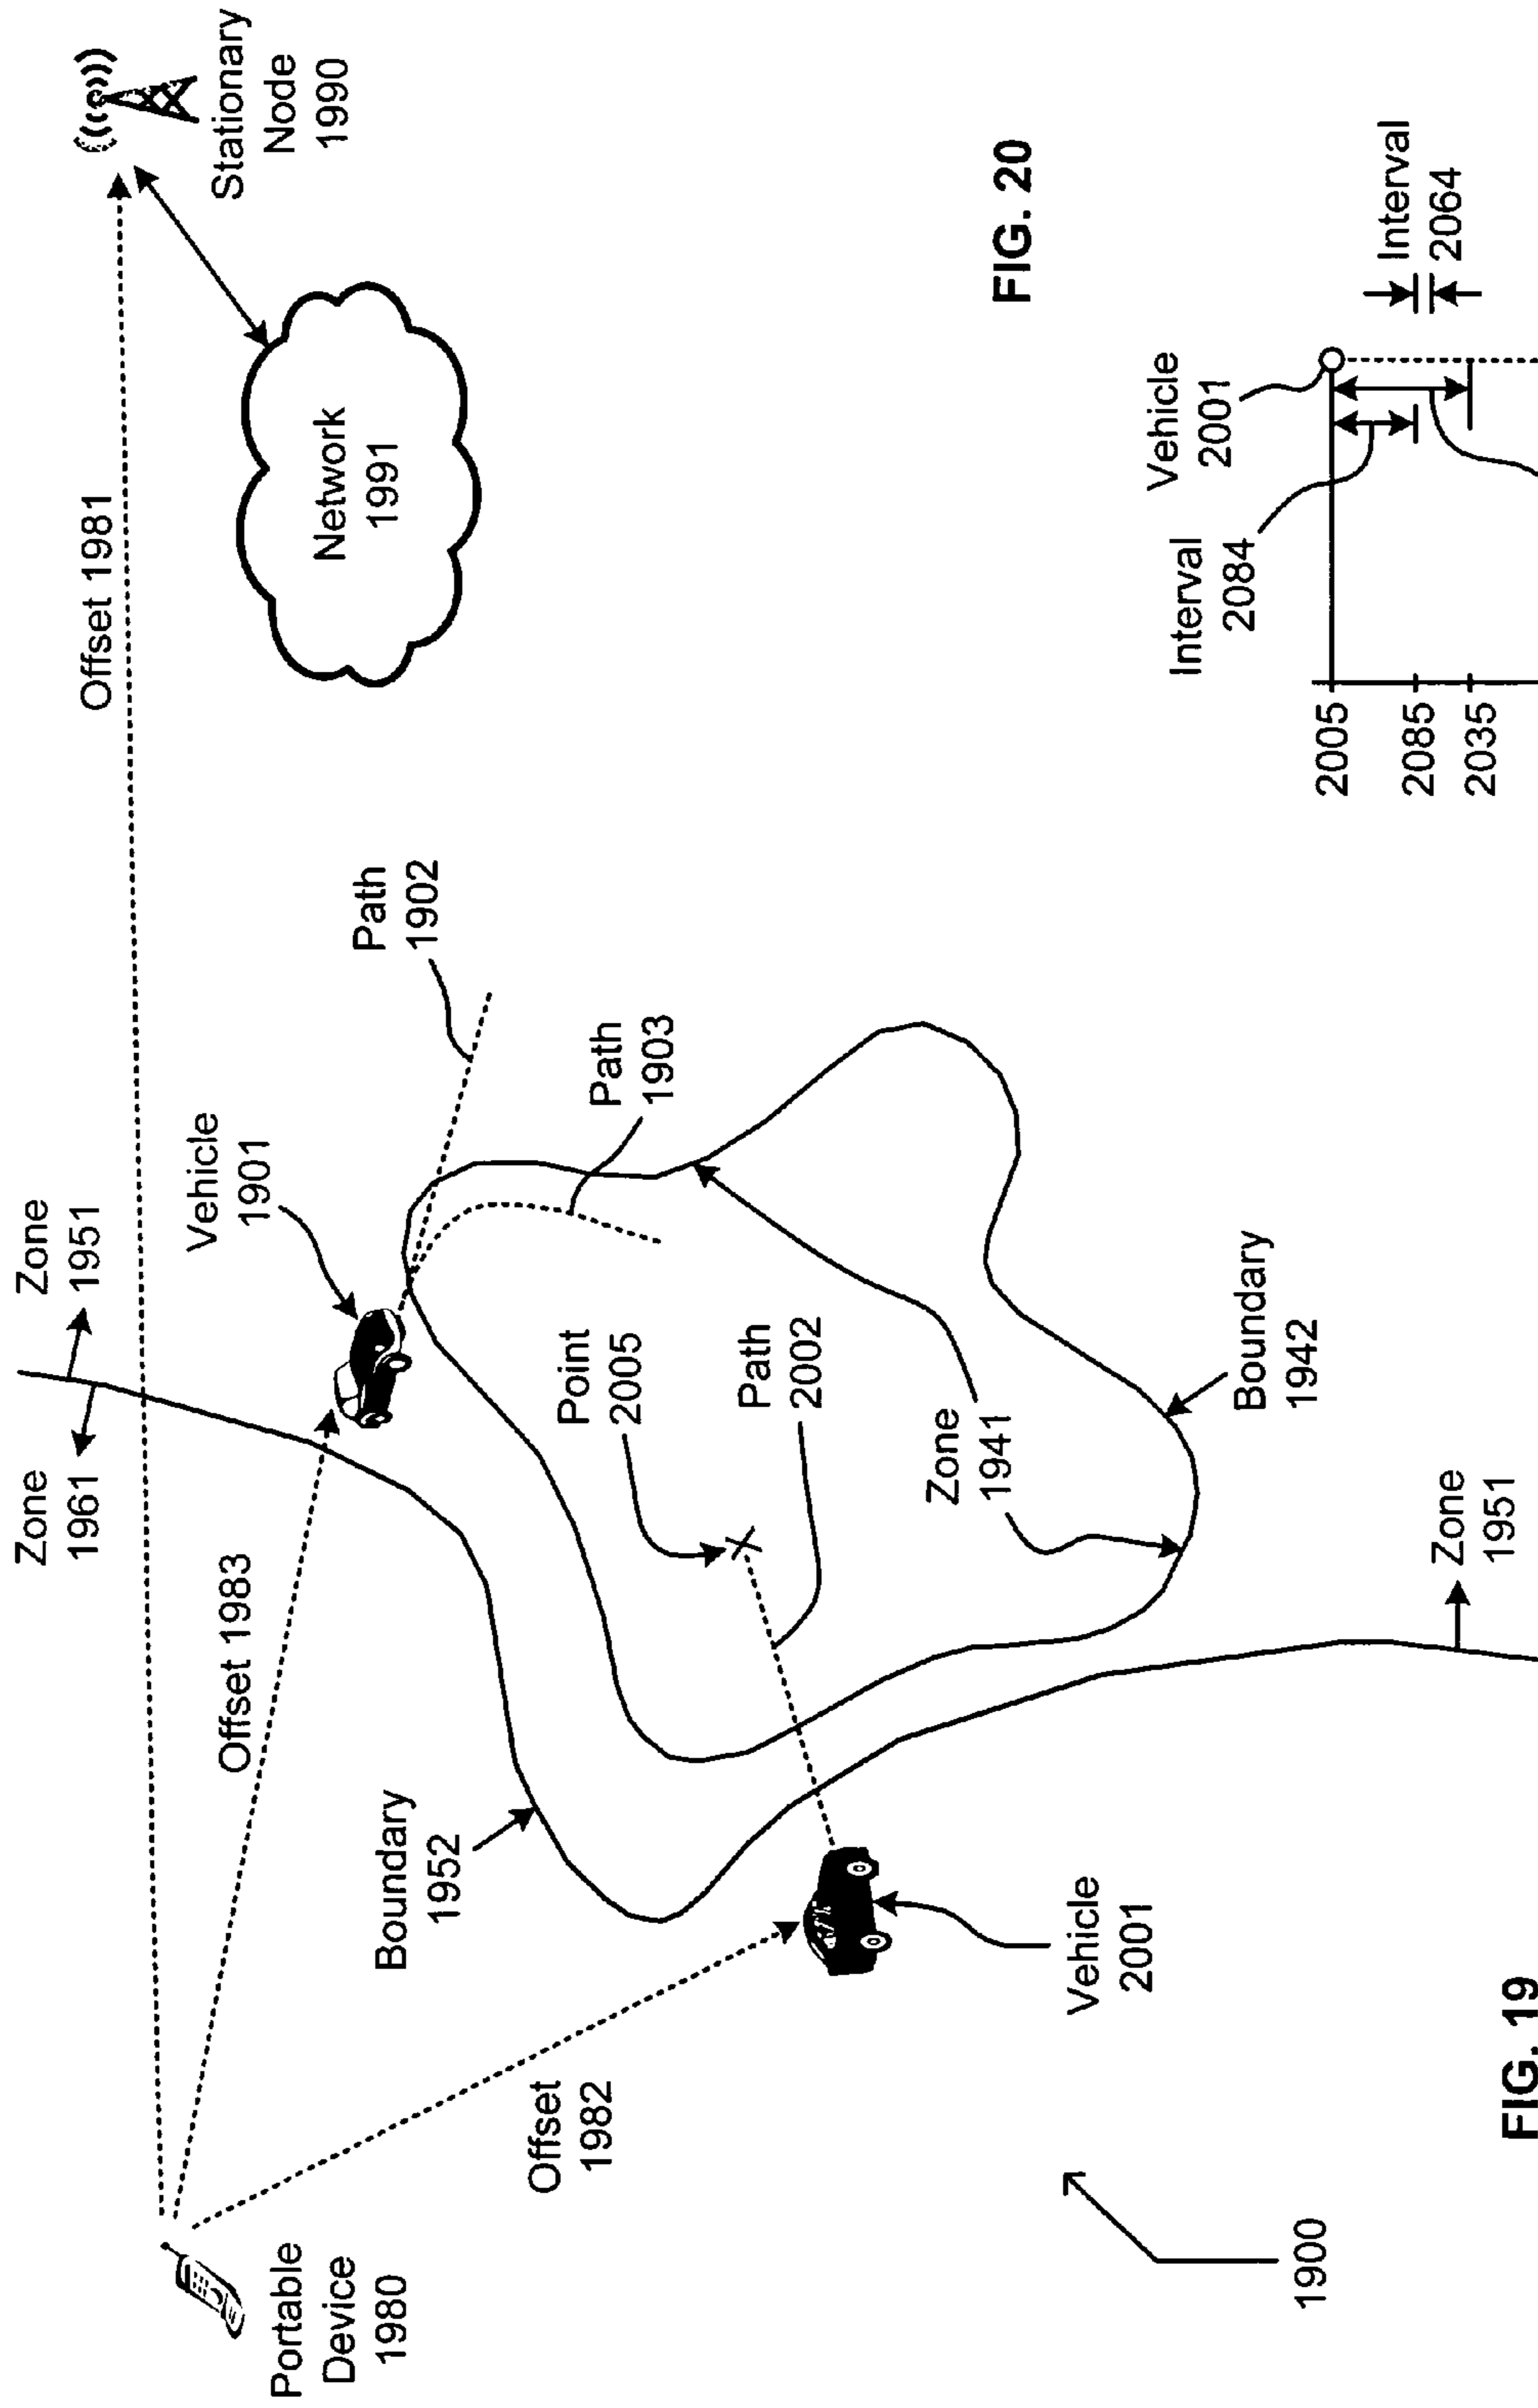 Zone
1961
Zone
1951
Offset 1981
Stationary
Node
1990
Network
1991
Portable
Device
1980
Offset 1983
Vehicle
1901
Path
1902
Path
1903
Boundary
1952
Point
2005
Path
2002
Offset
1982
Zone
1941
Vehicle
2001
Boundary
1942
Zone
1951
1900
FIG. 19
FIG. 20
Vehicle
2001
Interval
2084
Interval
2064
2005
2085
2035